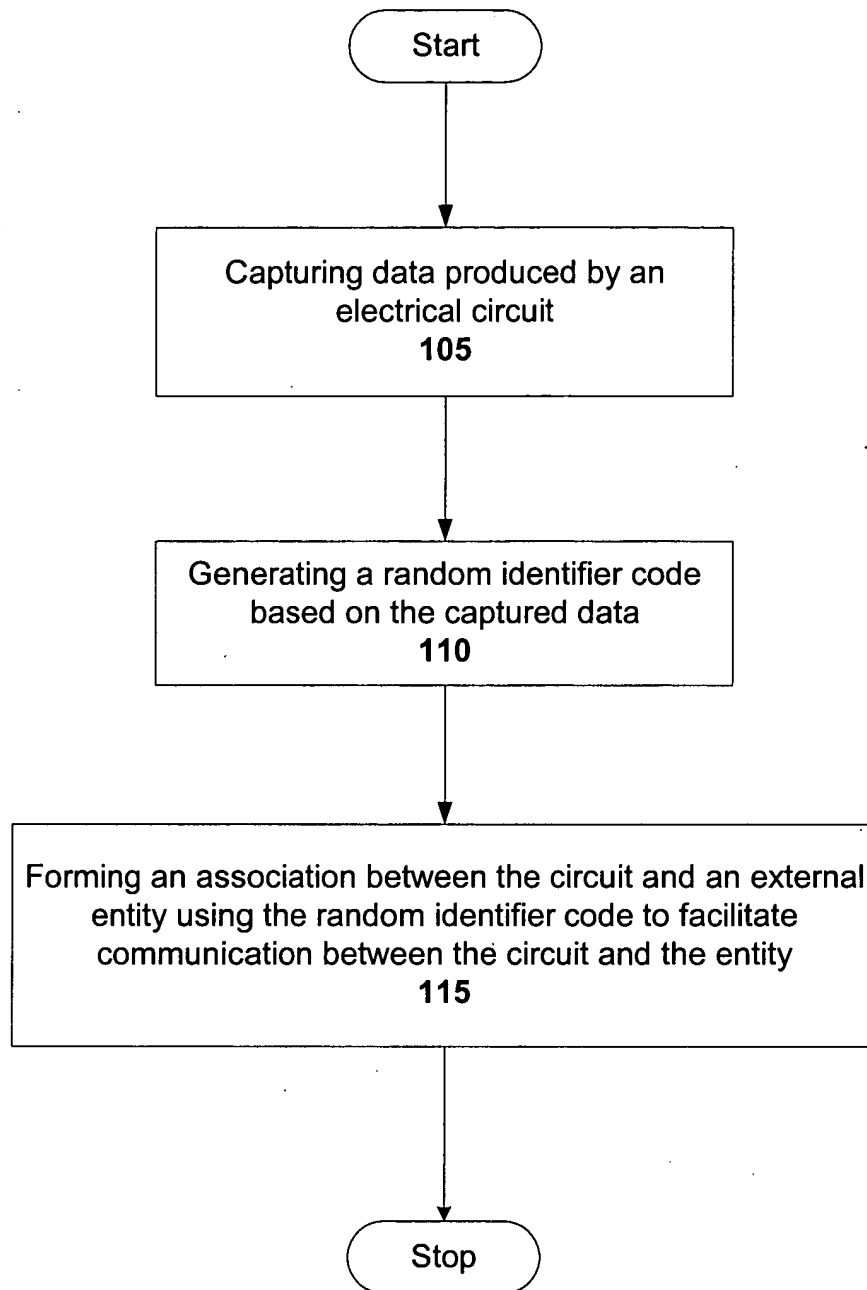 Start
Capturing data produced by an
electrical circuit
105
Generating a random identifier code
based on the captured data
110
Forming an association between the circuit and an external
entity using the random identifier code to facilitate
communication between the circuit and the entity
115
Stop